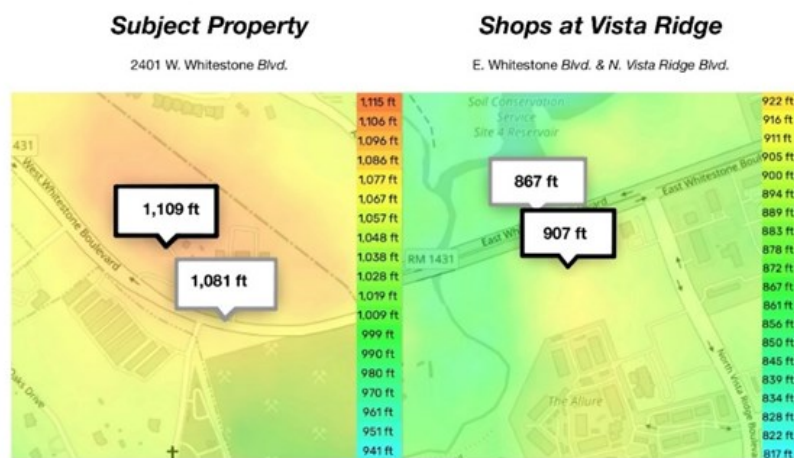 Subject Property
2401 W. Whitestone Blvd.
431
West Whitestone Boulevard
1,109 ft
1,081 ft
Oaks Drive
1,115 ft
1,106 ft
1,096 ft
1,086 ft
1,077 ft
1,067 ft
1,057 ft
1,048 ft
1,038 ft
1,028 ft
1,019 ft
1,009 ft
999 ft
990 ft
980 ft
970 ft
961 ft
951 ft
941 ft
Shops at Vista Ridge
E. Whitestone Blvd. & N. Vista Ridge Blvd.
Soil Conservation
Service
Site 4 Reservoir
867 ft
East Whitestone Bou
907 ft
East Wh
RM 1431
North Vista Ridge Boulev
The Allure
922 ft
916 ft
911 ft
905 ft
900 ft
894 ft
889 ft
883 ft
878 ft
872 ft
867 ft
861 ft
856 ft
850 ft
845 ft
839 ft
834 ft
828 ft
822 ft
817 ft